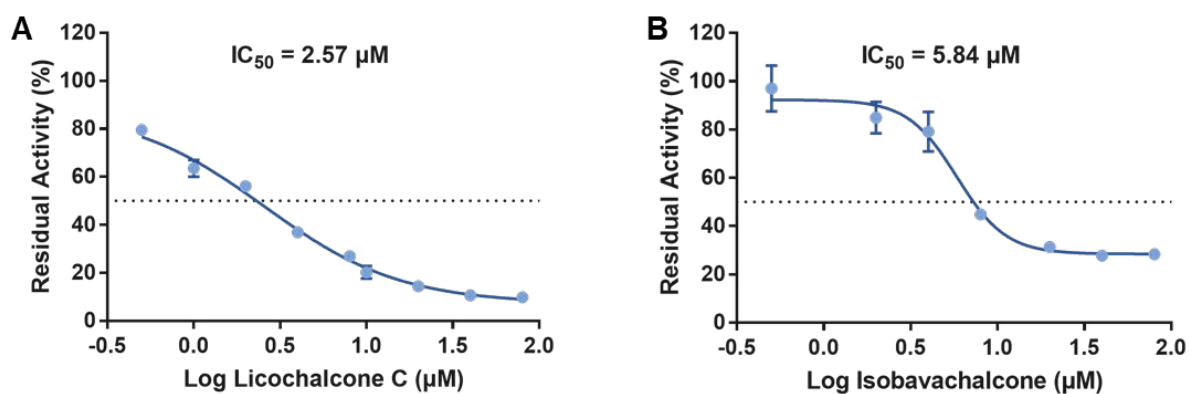 A
IC50 = 2.57 µM
Residual Activity (%)
120
100
80
60
40
20
0
-0.5 0.0 0.5 1.0 1.5 2.0
Log Licochalcone C (µM)
B
IC50 = 5.84 µM
Residual Activity (%)
120
100
80
60
40
20
0
-0.5 0.0 0.5 1.0 1.5 2.0
Log Isobavachalcone (µM)